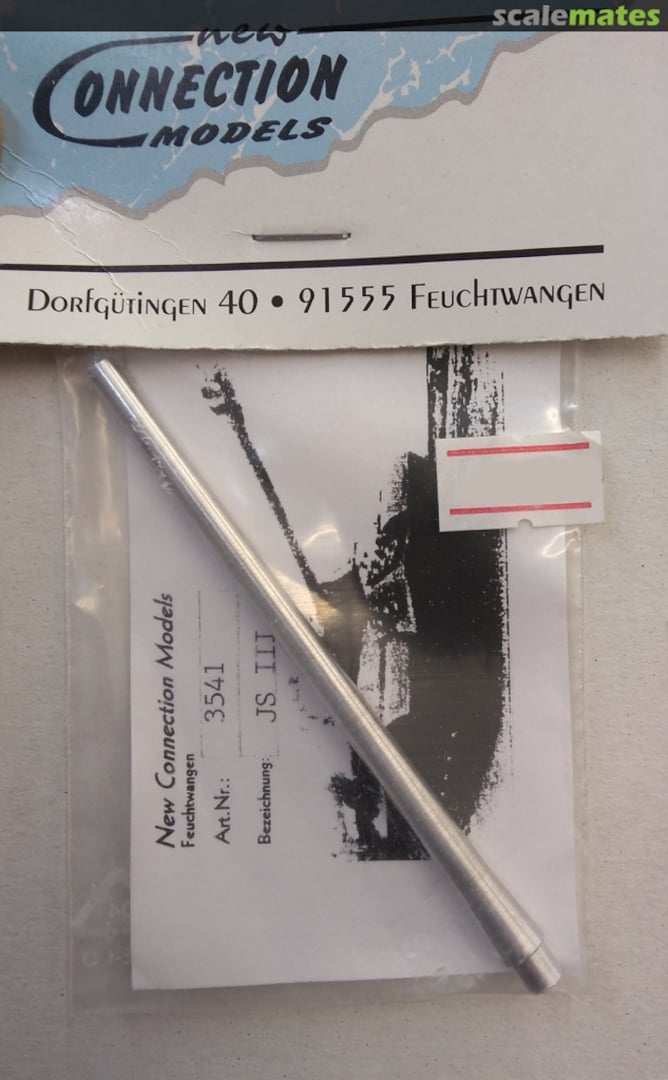 scalemates
new
CONNECTION
MODELS
DORFGÜTINGEN 40 • 91555 FEUCHTWANGEN
New Connection Models
Feuchtwangen
Art.Nr.: 3541
Bezeichnung: JS III